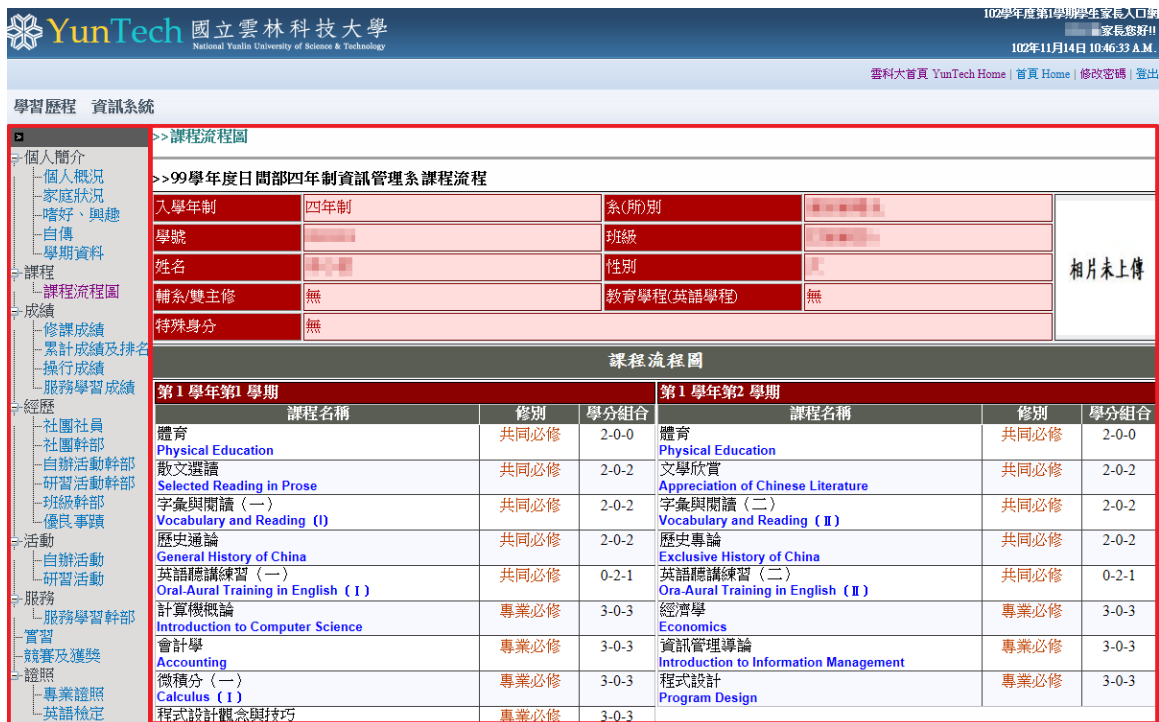 YunTech 國立雲林科技大學
National Yunlin University of Science & Technology
102學年度第1學期學生家長入口網
家長您好!!
102年11月14日 10:46:33 A.M.
雲科大首頁 YunTech Home | 首頁 Home | 修改密碼 | 登出
學習歷程 資訊系統
個人簡介
個人概況
家庭狀況
嗜好、興趣
自傳
學期資料
課程
課程流程圖
成績
修課成績
累計成績及排名
操行成績
服務學習成績
經歷
社團社員
社團幹部
自辦活動幹部
研習活動幹部
班級幹部
優良事蹟
活動
自辦活動
研習活動
服務
服務學習幹部
實習
競賽及獲獎
證照
專業證照
英語檢定
>>課程流程圖
>>99學年度日間部四年制資訊管理系課程流程
入學年制 四年制 系(所)別
學號 班級
姓名 性別
輔系/雙主修 無 教育學程(英語學程) 無
特殊身分 無
相片未上傳
課程流程圖
第 1 學年第1 學期 第 1 學年第2 學期
課程名稱 修別 學分組合 課程名稱 修別 學分組合
體育 共同必修 2-0-0 體育 共同必修 2-0-0
Physical Education Physical Education
散文選讀 共同必修 2-0-2 文學欣賞 共同必修 2-0-2
Selected Reading in Prose Appreciation of Chinese Literature
字彙與閱讀（一） 共同必修 2-0-2 字彙與閱讀（二） 共同必修 2-0-2
Vocabulary and Reading (I) Vocabulary and Reading（Ⅱ）
歷史通論 共同必修 2-0-2 歷史專論 共同必修 2-0-2
General History of China Exclusive History of China
英語聽講練習（一） 共同必修 0-2-1 英語聽講練習（二） 共同必修 0-2-1
Oral-Aural Training in English（Ⅰ） Ora-Aural Training in English（Ⅱ）
計算機概論 專業必修 3-0-3 經濟學 專業必修 3-0-3
Introduction to Computer Science Economics
會計學 專業必修 3-0-3 資訊管理導論 專業必修 3-0-3
Accounting Introduction to Information Management
微積分（一） 專業必修 3-0-3 程式設計 專業必修 3-0-3
Calculus（Ⅰ） Program Design
程式設計觀念與技巧 專業必修 3-0-3